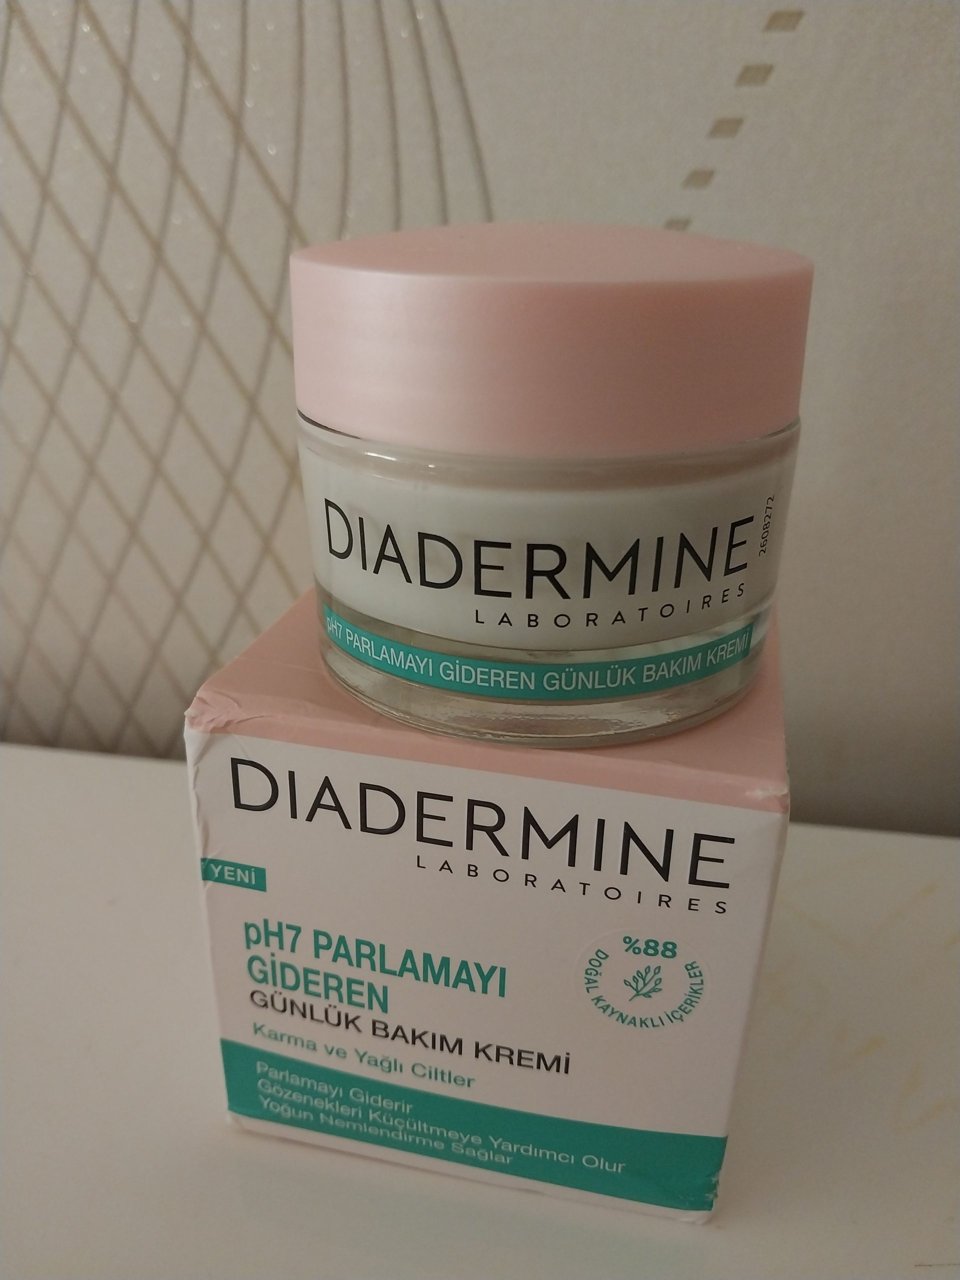 DIADERMINE
LABORATOIRES
2608272
pH7 PARLAMAYI GİDEREN GÜNLÜK BAKIM KREMİ
DIADERMINE
LABORATOIRES
YENİ
pH7 PARLAMAYI
GİDEREN
GÜNLÜK BAKIM KREMİ
Karma ve Yağlı Ciltler
%88
DOĞAL KAYNAKLI İÇERİKLER
Parlamayı Giderir
Gözenekleri Küçültmeye Yardımcı Olur
Yoğun Nemlendirme Sağlar